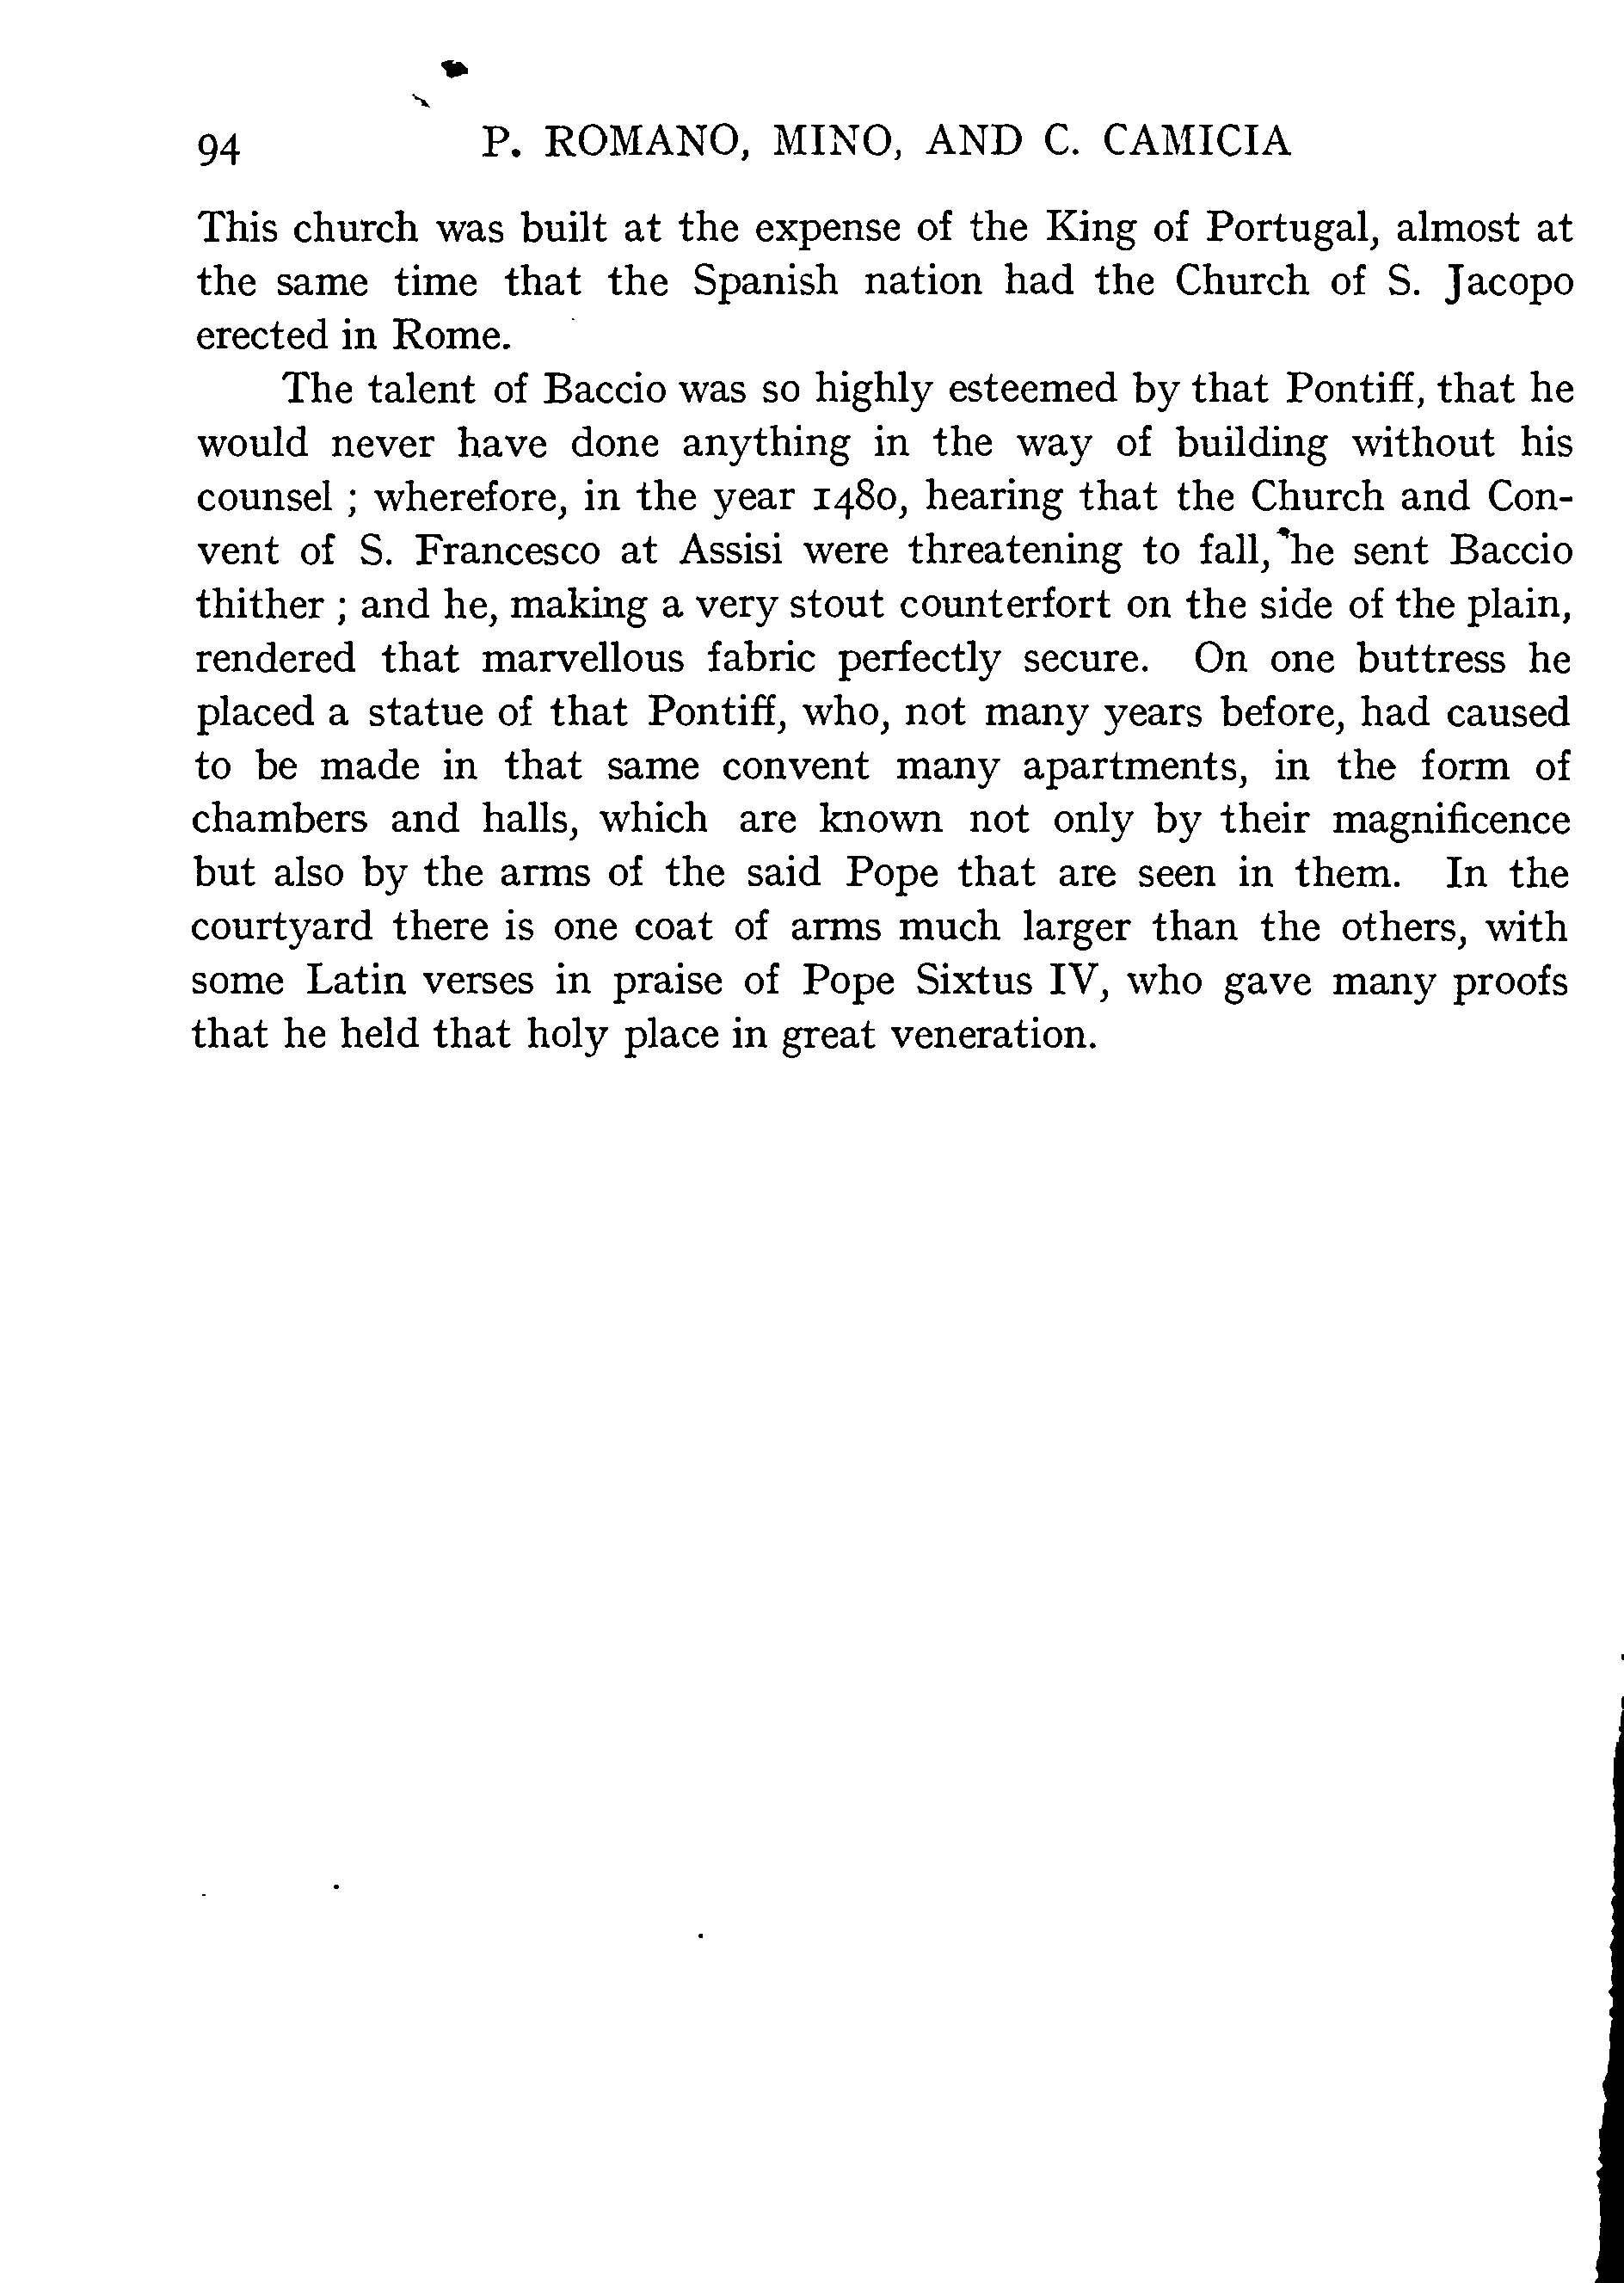 94 P. ROMANO, MINO, AND C. CAMICIA
This church was built at the expense of the King of Portugal, almost at
the same time that the Spanish nation had the Church of S. Jacopo
erected in Rome.
The talent of Baccio was so highly esteemed by that Pontiff, that he
would never have done anything in the way of building without his
counsel ; wherefore, in the year 1480, hearing that the Church and Con-
vent of S. Francesco at Assisi were threatening to fall, he sent Baccio
thither ; and he, making a very stout counterfort on the side of the plain,
rendered that marvellous fabric perfectly secure. On one buttress he
placed a statue of that Pontiff, who, not many years before, had caused
to be made in that same convent many apartments, in the form of
chambers and halls, which are known not only by their magnificence
but also by the arms of the said Pope that are seen in them. In the
courtyard there is one coat of arms much larger than the others, with
some Latin verses in praise of Pope Sixtus IV, who gave many proofs
that he held that holy place in great veneration.